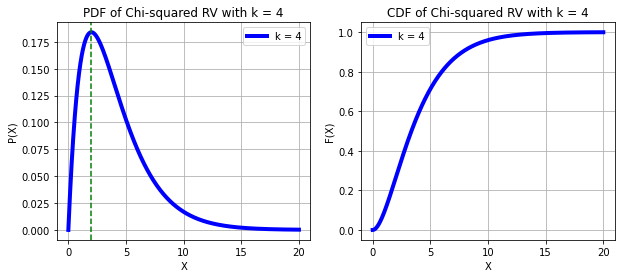 PDF of Chi-squared RV with k = 4
k = 4
P(X)
0.175
0.150
0.125
0.100
0.075
0.050
0.025
0.000
0 5 10 15 20
X
CDF of Chi-squared RV with k = 4
k = 4
F(X)
1.0
0.8
0.6
0.4
0.2
0.0
0 5 10 15 20
X